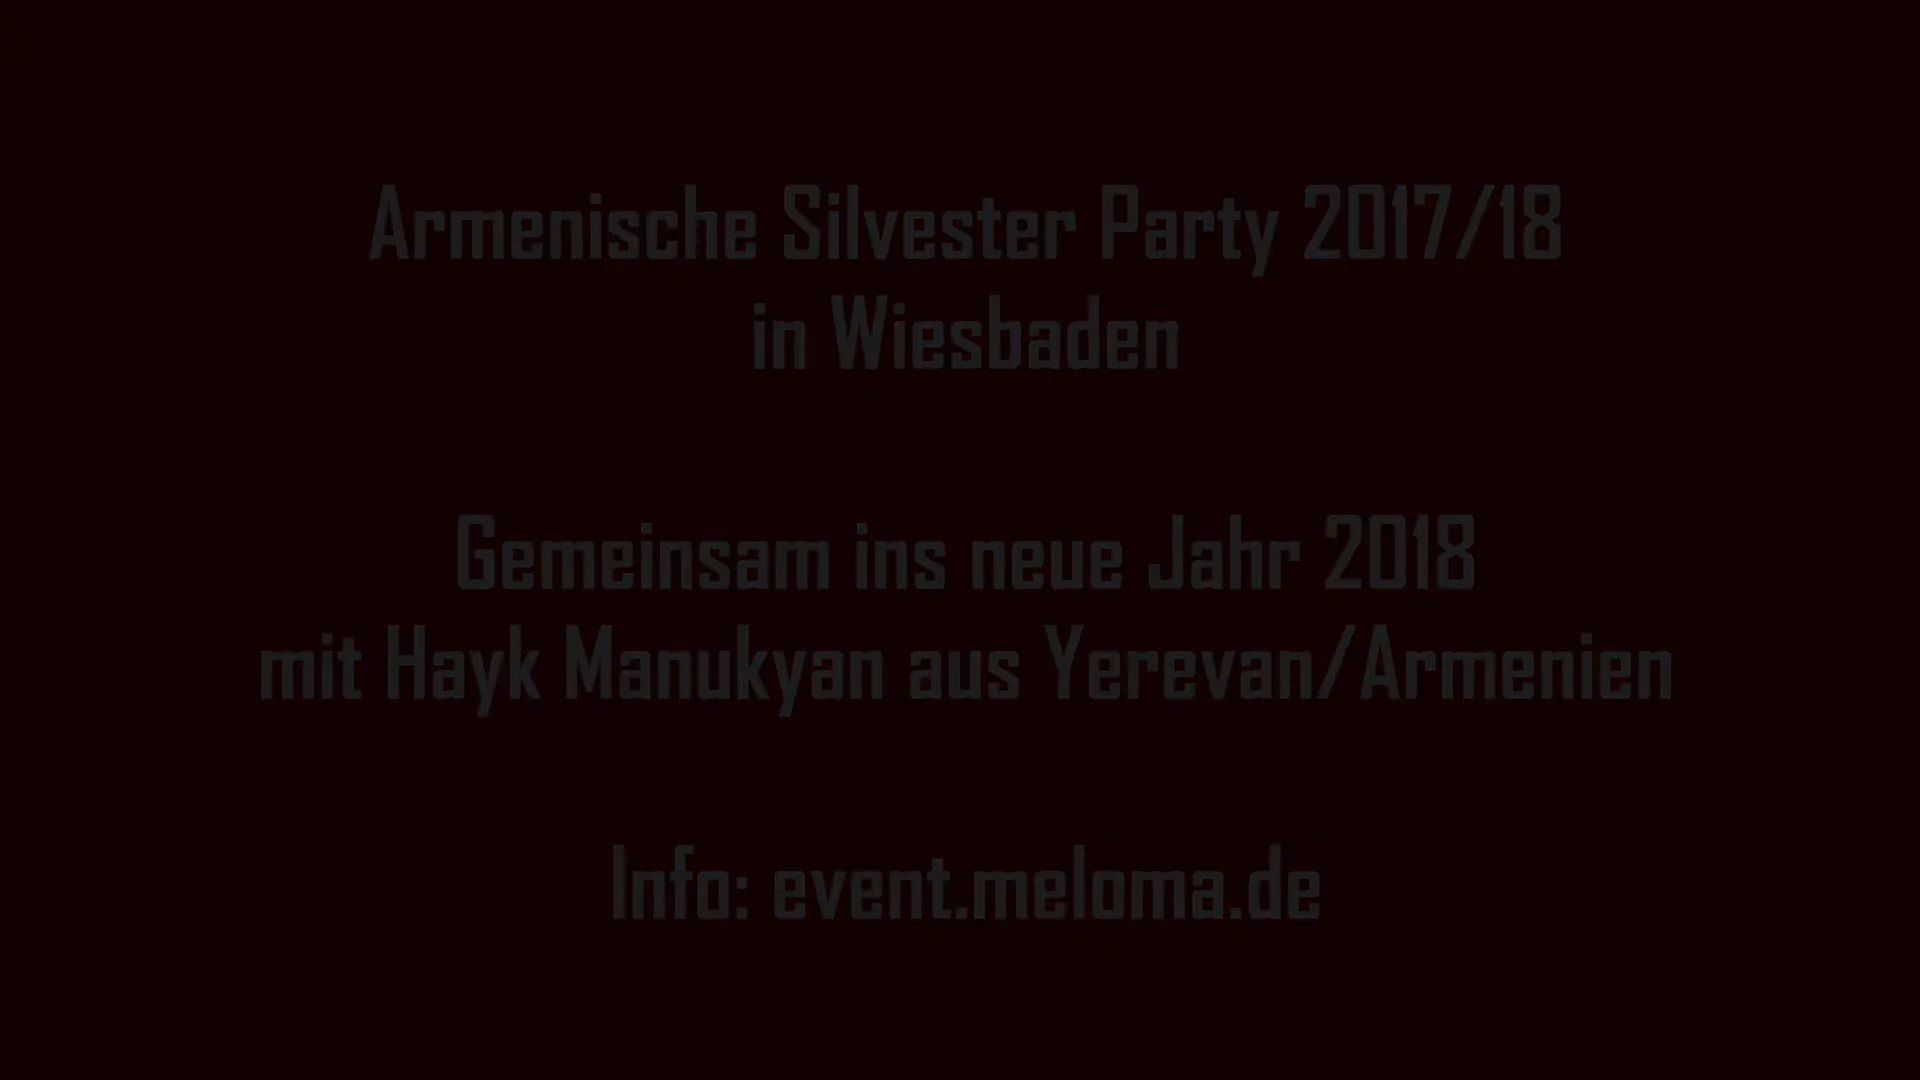 Armenische Silvester Party 2017/18
in Wiesbaden
Gemeinsam ins neue Jahr 2018
mit Hayk Manukyan aus Yerevan/Armenien
Info: event.meloma.de